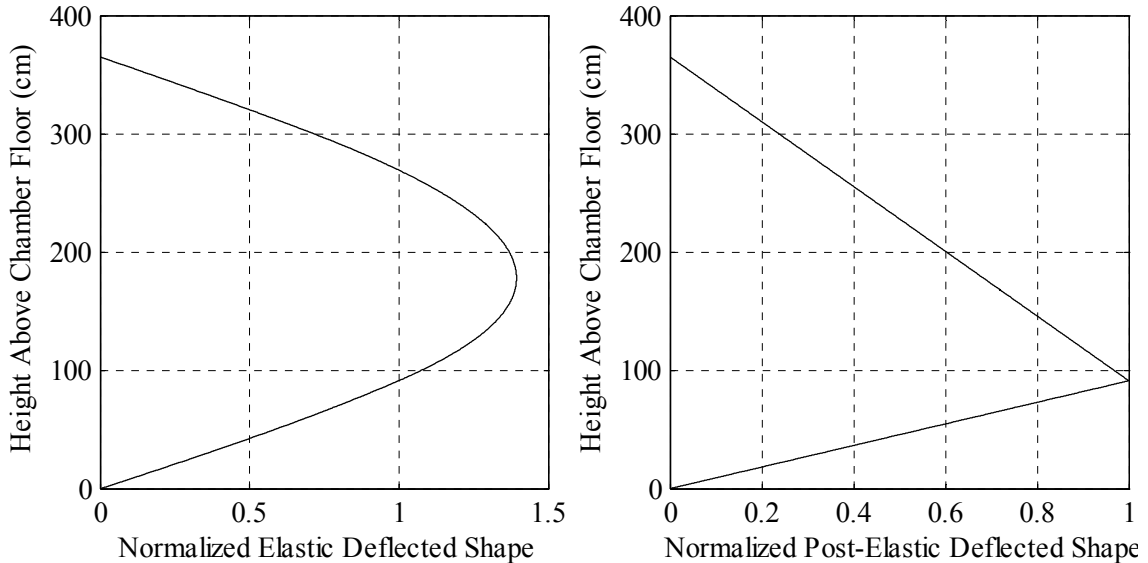 Height Above Chamber Floor (cm)
400
300
200
100
0
0 0.5 1 1.5
Normalized Elastic Deflected Shape
Height Above Chamber Floor (cm)
400
300
200
100
0
0 0.2 0.4 0.6 0.8 1
Normalized Post-Elastic Deflected Shape